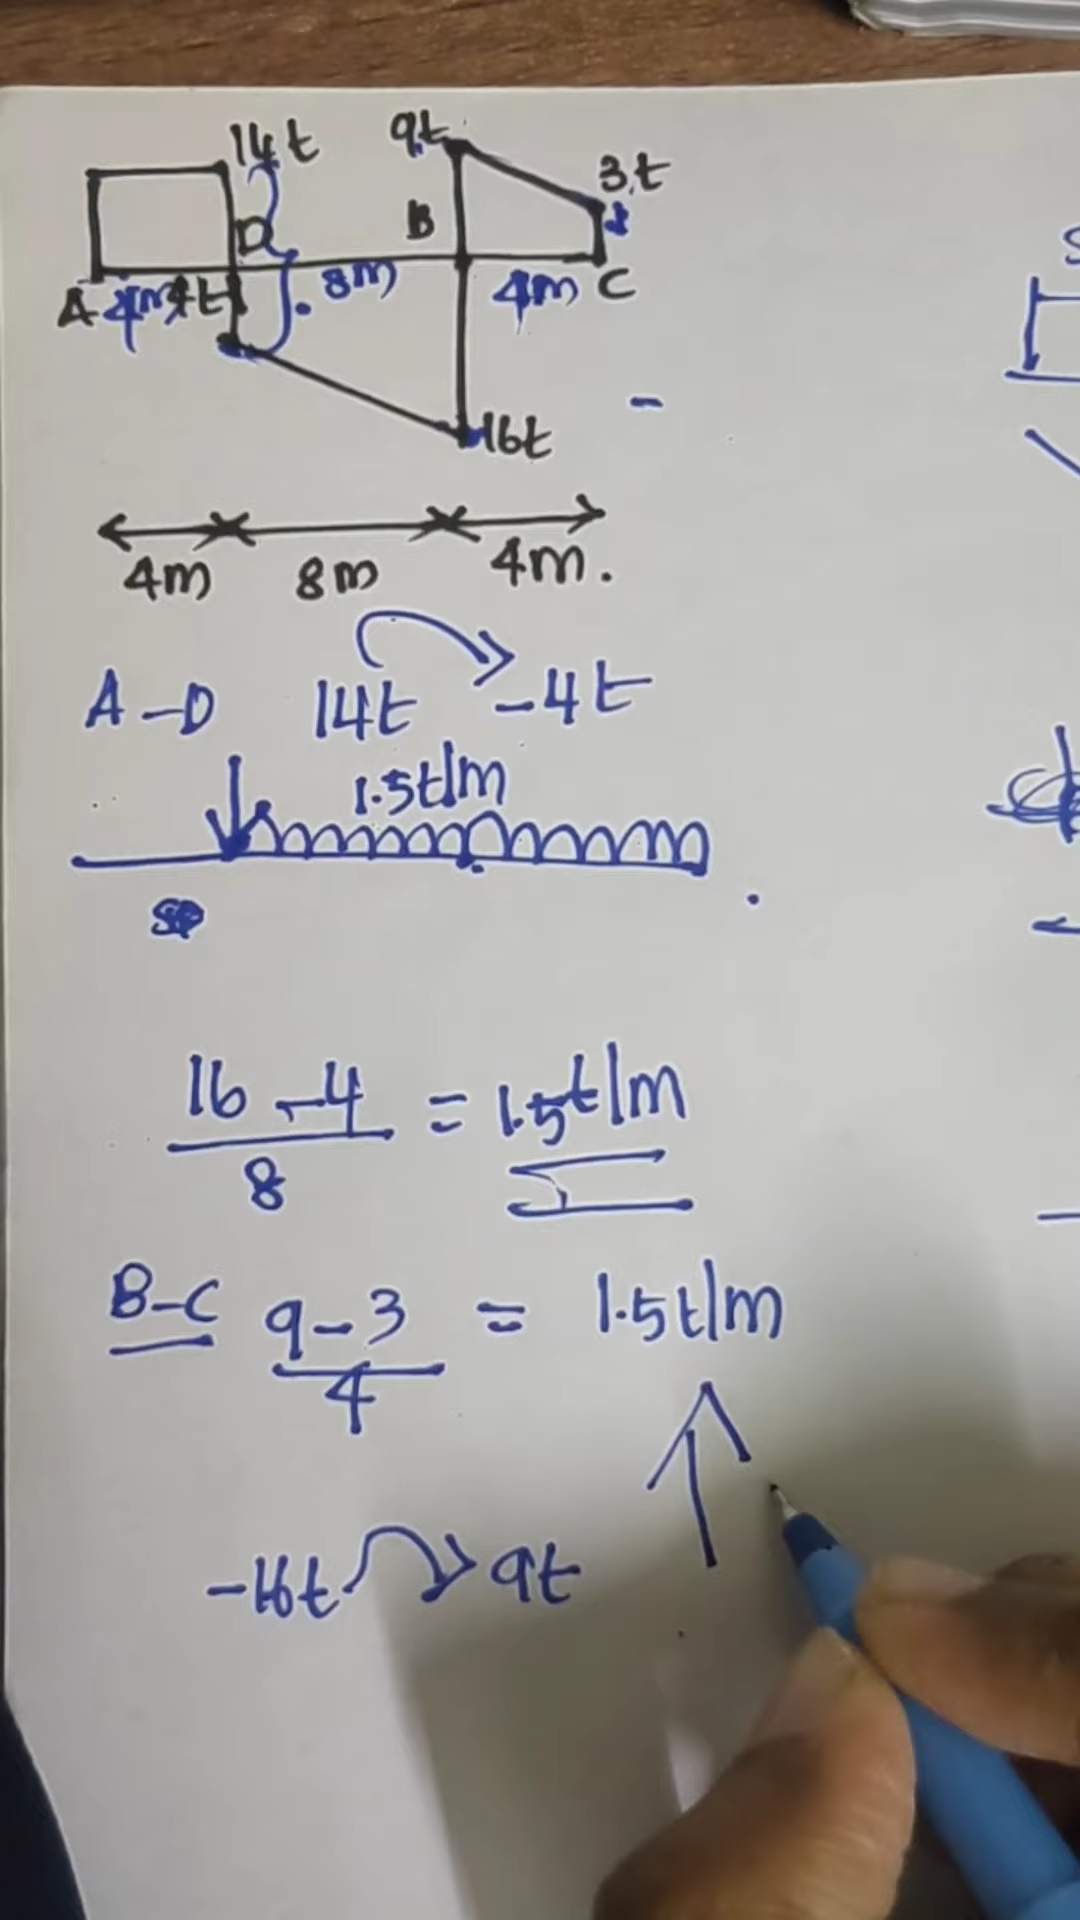 14t 9t 3t
D B
A 4m 4t 8m 4m C
16t
4m 8m 4m.
A-D 14t -4t
1.5t/m
16-4 / 8 = 1.5t/m
B-C 9-3 / 4 = 1.5t/m
-16t 9t